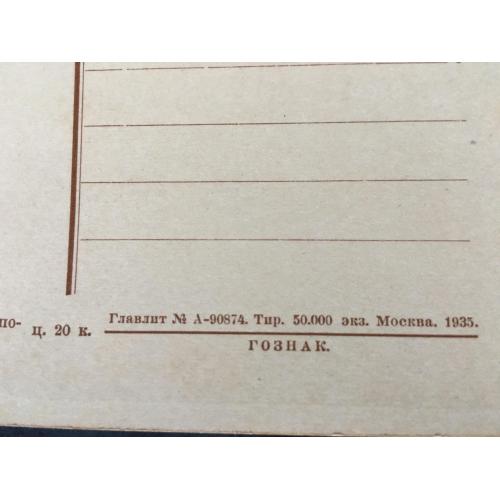 по-
ц. 20 к.
Главлит № А-90874. Тир. 50.000 экз. Москва. 1935.
ГОЗНАК.